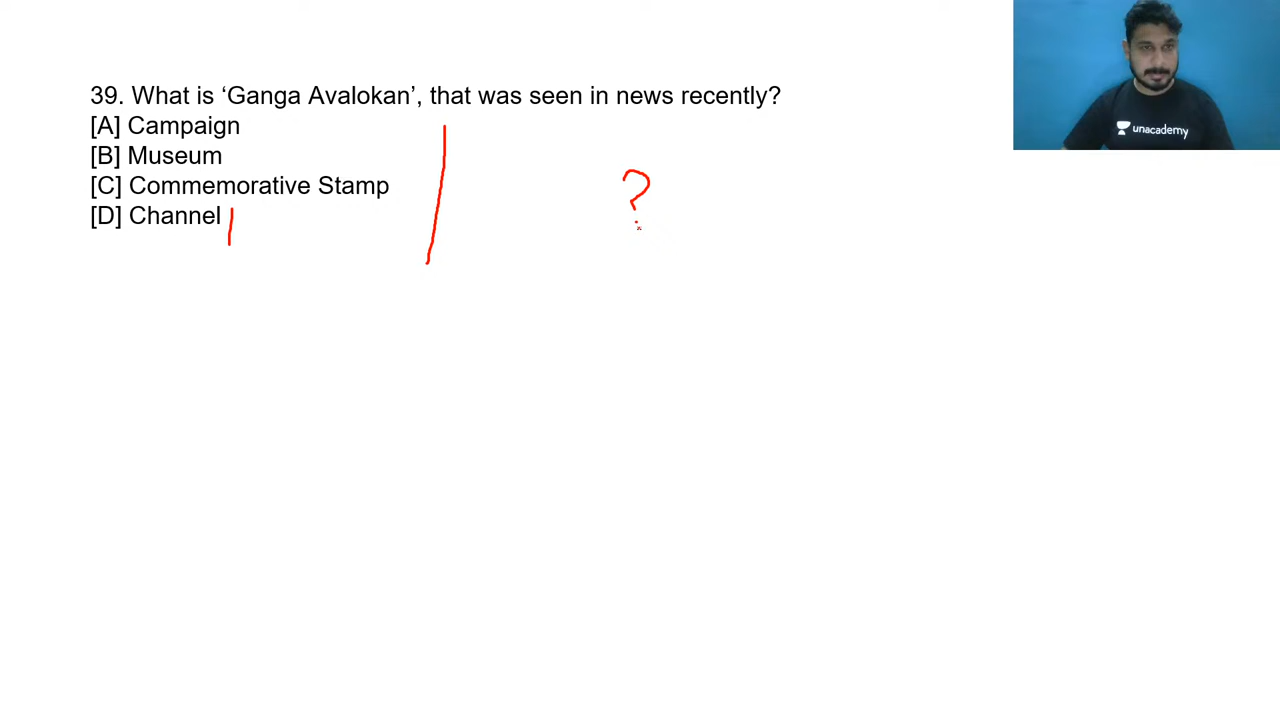 39. What is ‘Ganga Avalokan’, that was seen in news recently?
[A] Campaign
[B] Museum
[C] Commemorative Stamp
[D] Channel
?
unacademy